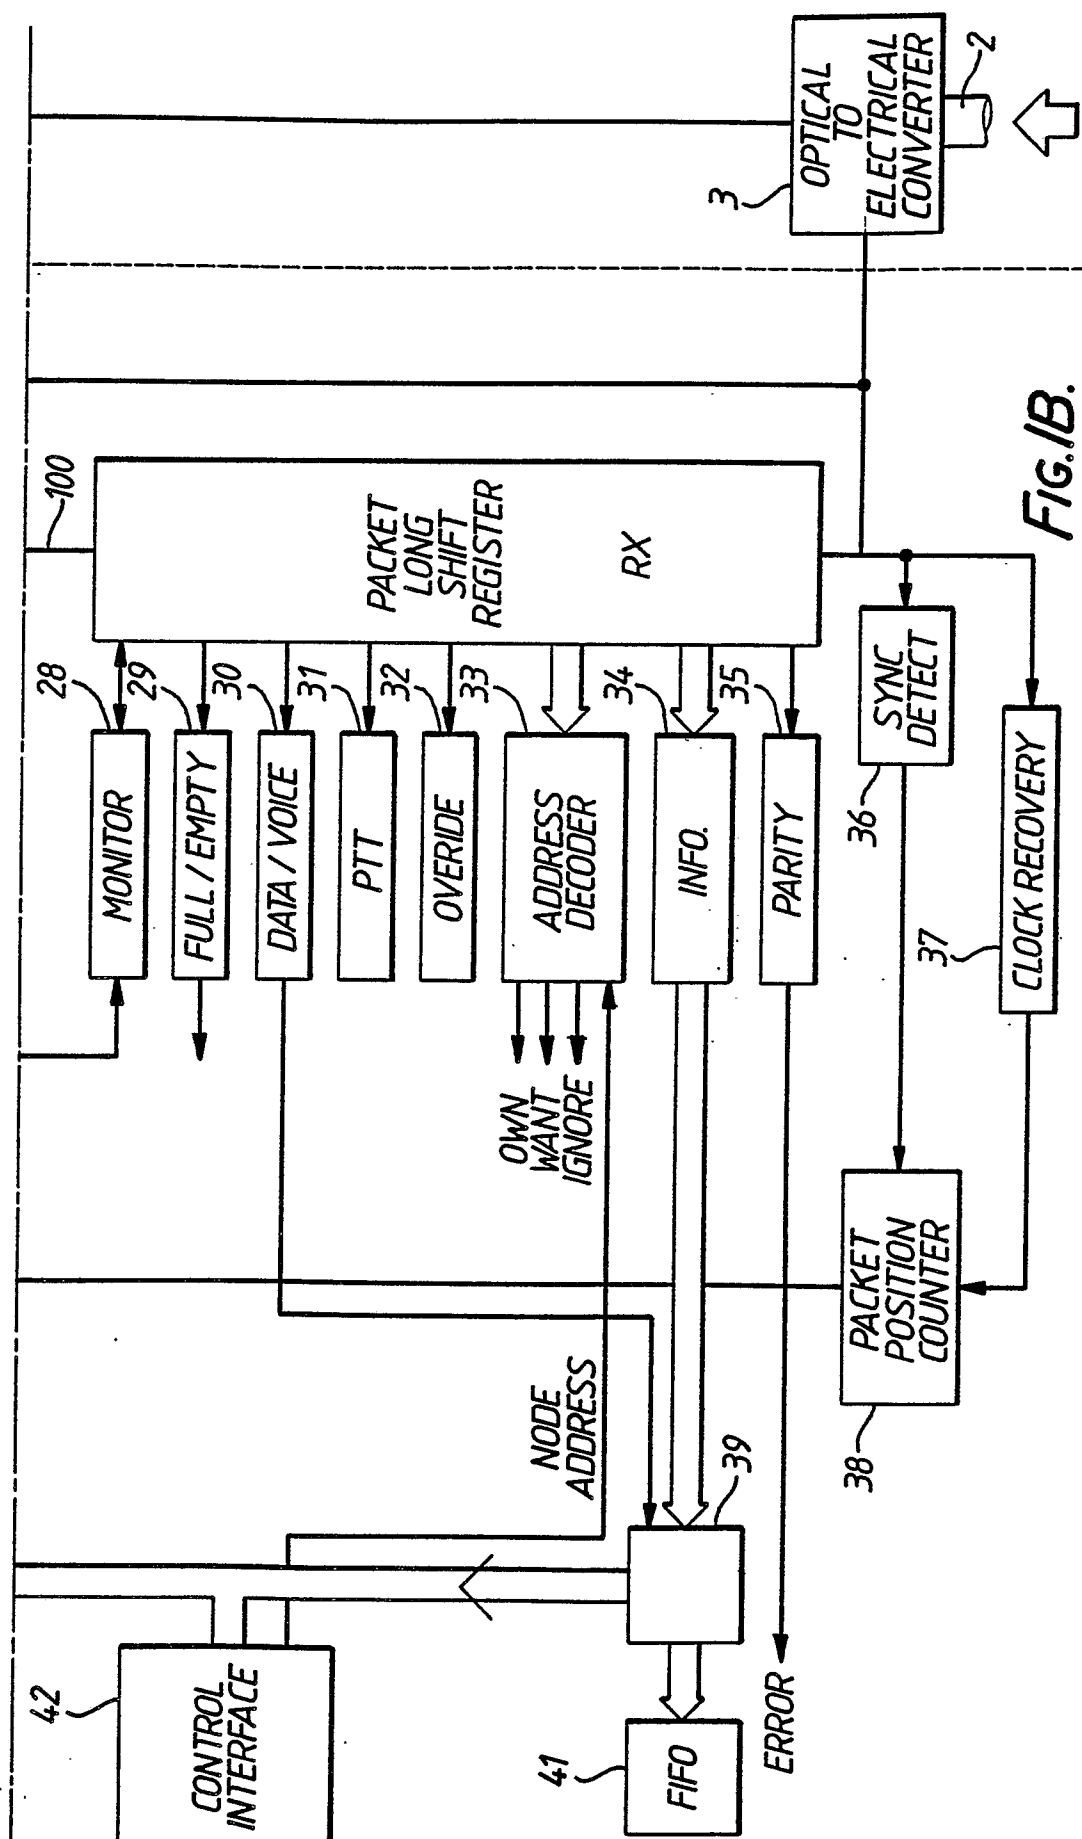 42
CONTROL
INTERFACE
41
FIFO
ERROR
39
NODE
ADDRESS
38
PACKET
POSITION
COUNTER
OWN
WANT
IGNORE
28
MONITOR
29
FULL / EMPTY
30
DATA / VOICE
31
PTT
32
OVERIDE
33
ADDRESS
DECODER
34
INFO.
35
PARITY
36
SYNC
DETECT
37
CLOCK RECOVERY
100
PACKET
LONG
SHIFT
REGISTER
RX
3
OPTICAL
TO
ELECTRICAL
CONVERTER
2
FIG. 1B.